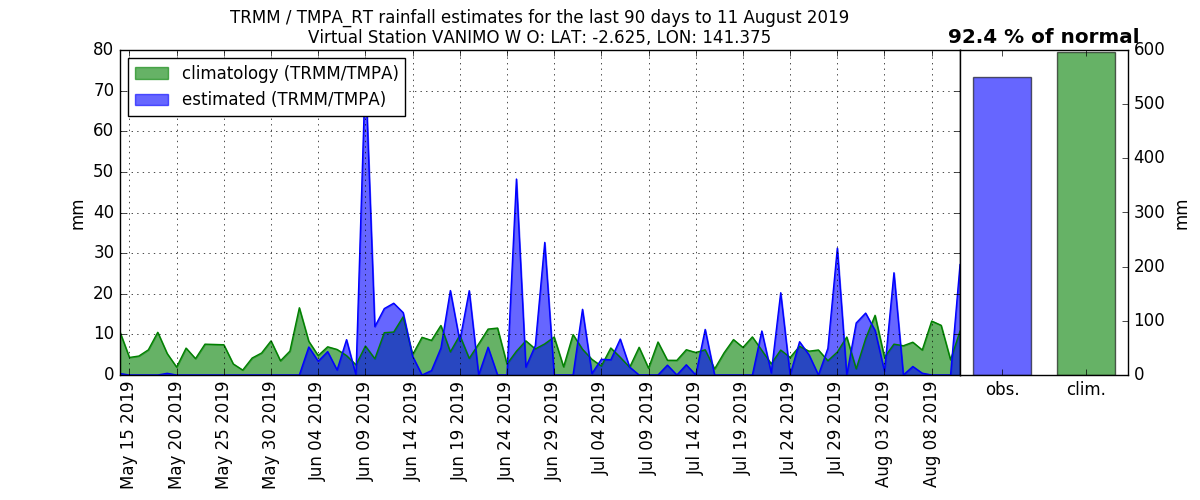 TRMM / TMPA_RT rainfall estimates for the last 90 days to 11 August 2019
Virtual Station VANIMO W O: LAT: -2.625, LON: 141.375
92.4 % of normal
climatology (TRMM/TMPA)
estimated (TRMM/TMPA)
80
70
60
50
40
30
20
10
0
mm
May 15 2019
May 20 2019
May 25 2019
May 30 2019
Jun 04 2019
Jun 09 2019
Jun 14 2019
Jun 19 2019
Jun 24 2019
Jun 29 2019
Jul 04 2019
Jul 09 2019
Jul 14 2019
Jul 19 2019
Jul 24 2019
Jul 29 2019
Aug 03 2019
Aug 08 2019
obs.
clim.
600
500
400
300
200
100
0
mm